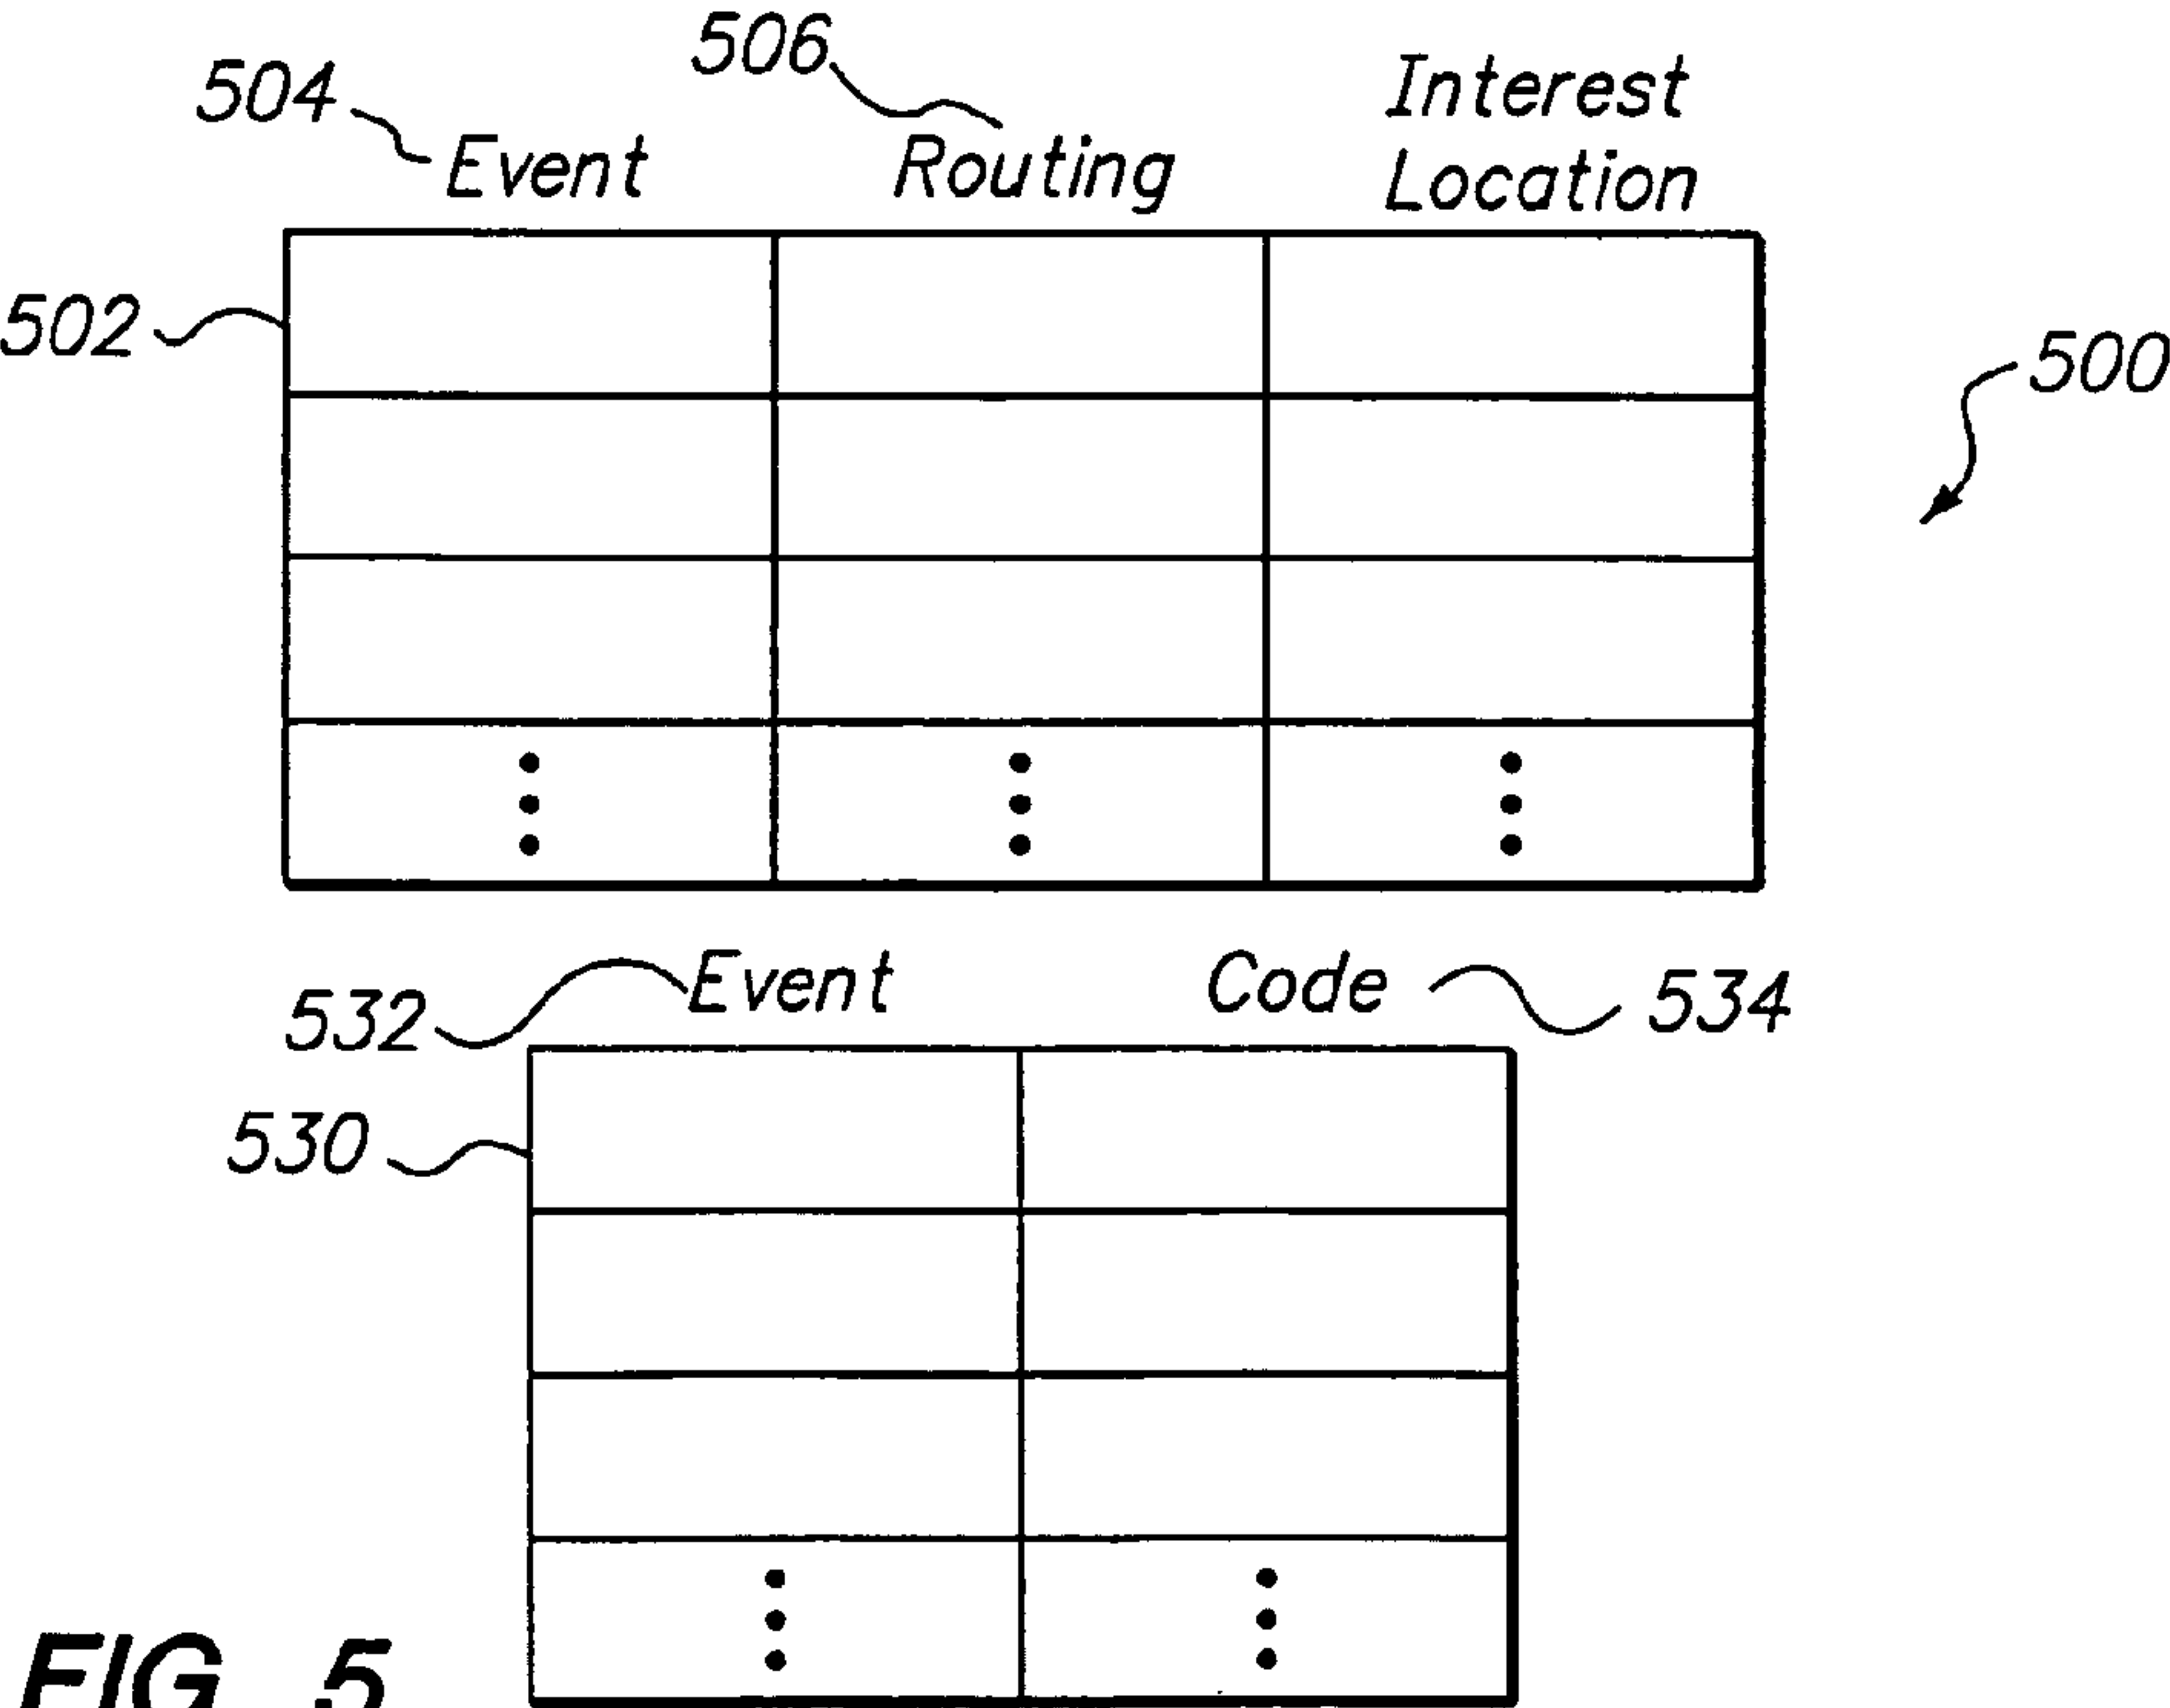 506
504
Interest
Event
Routing
Location
502
500
Event
Code
532
534
530
FIG. 5